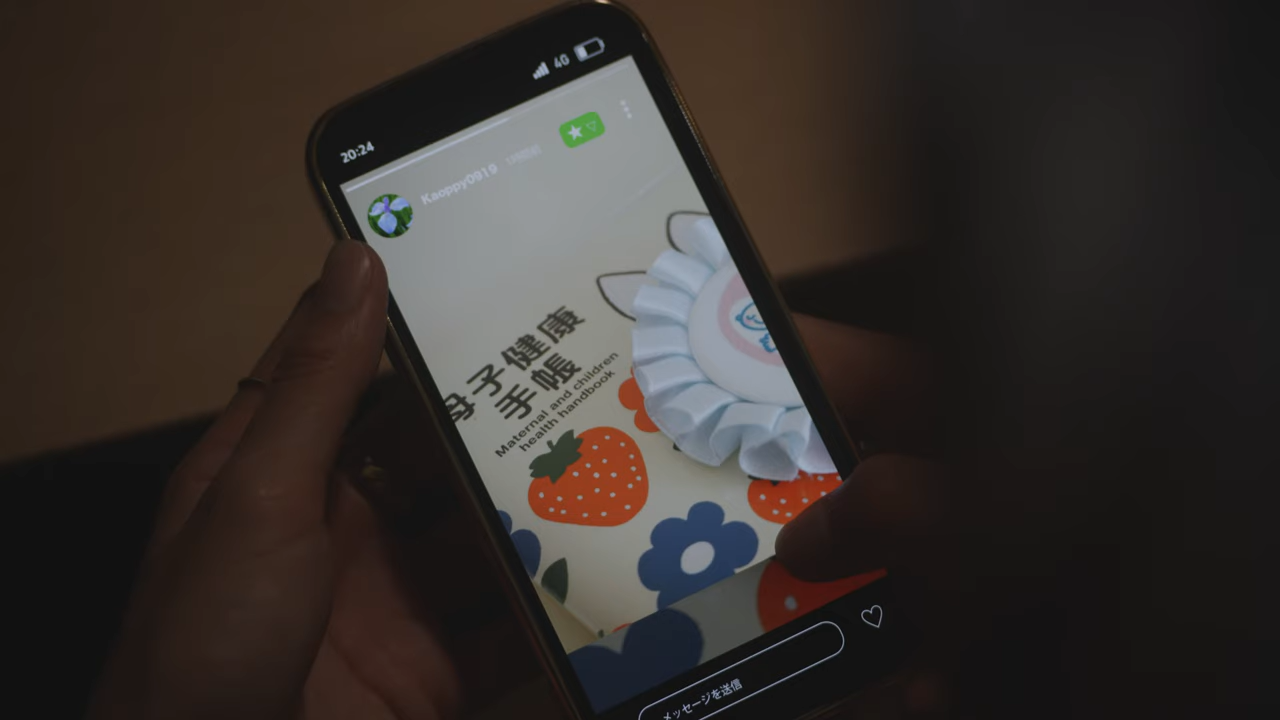 20:24
4G
Kaoppy0919
母子健康
手帳
Maternal and children
health handbook
メッセージを送信